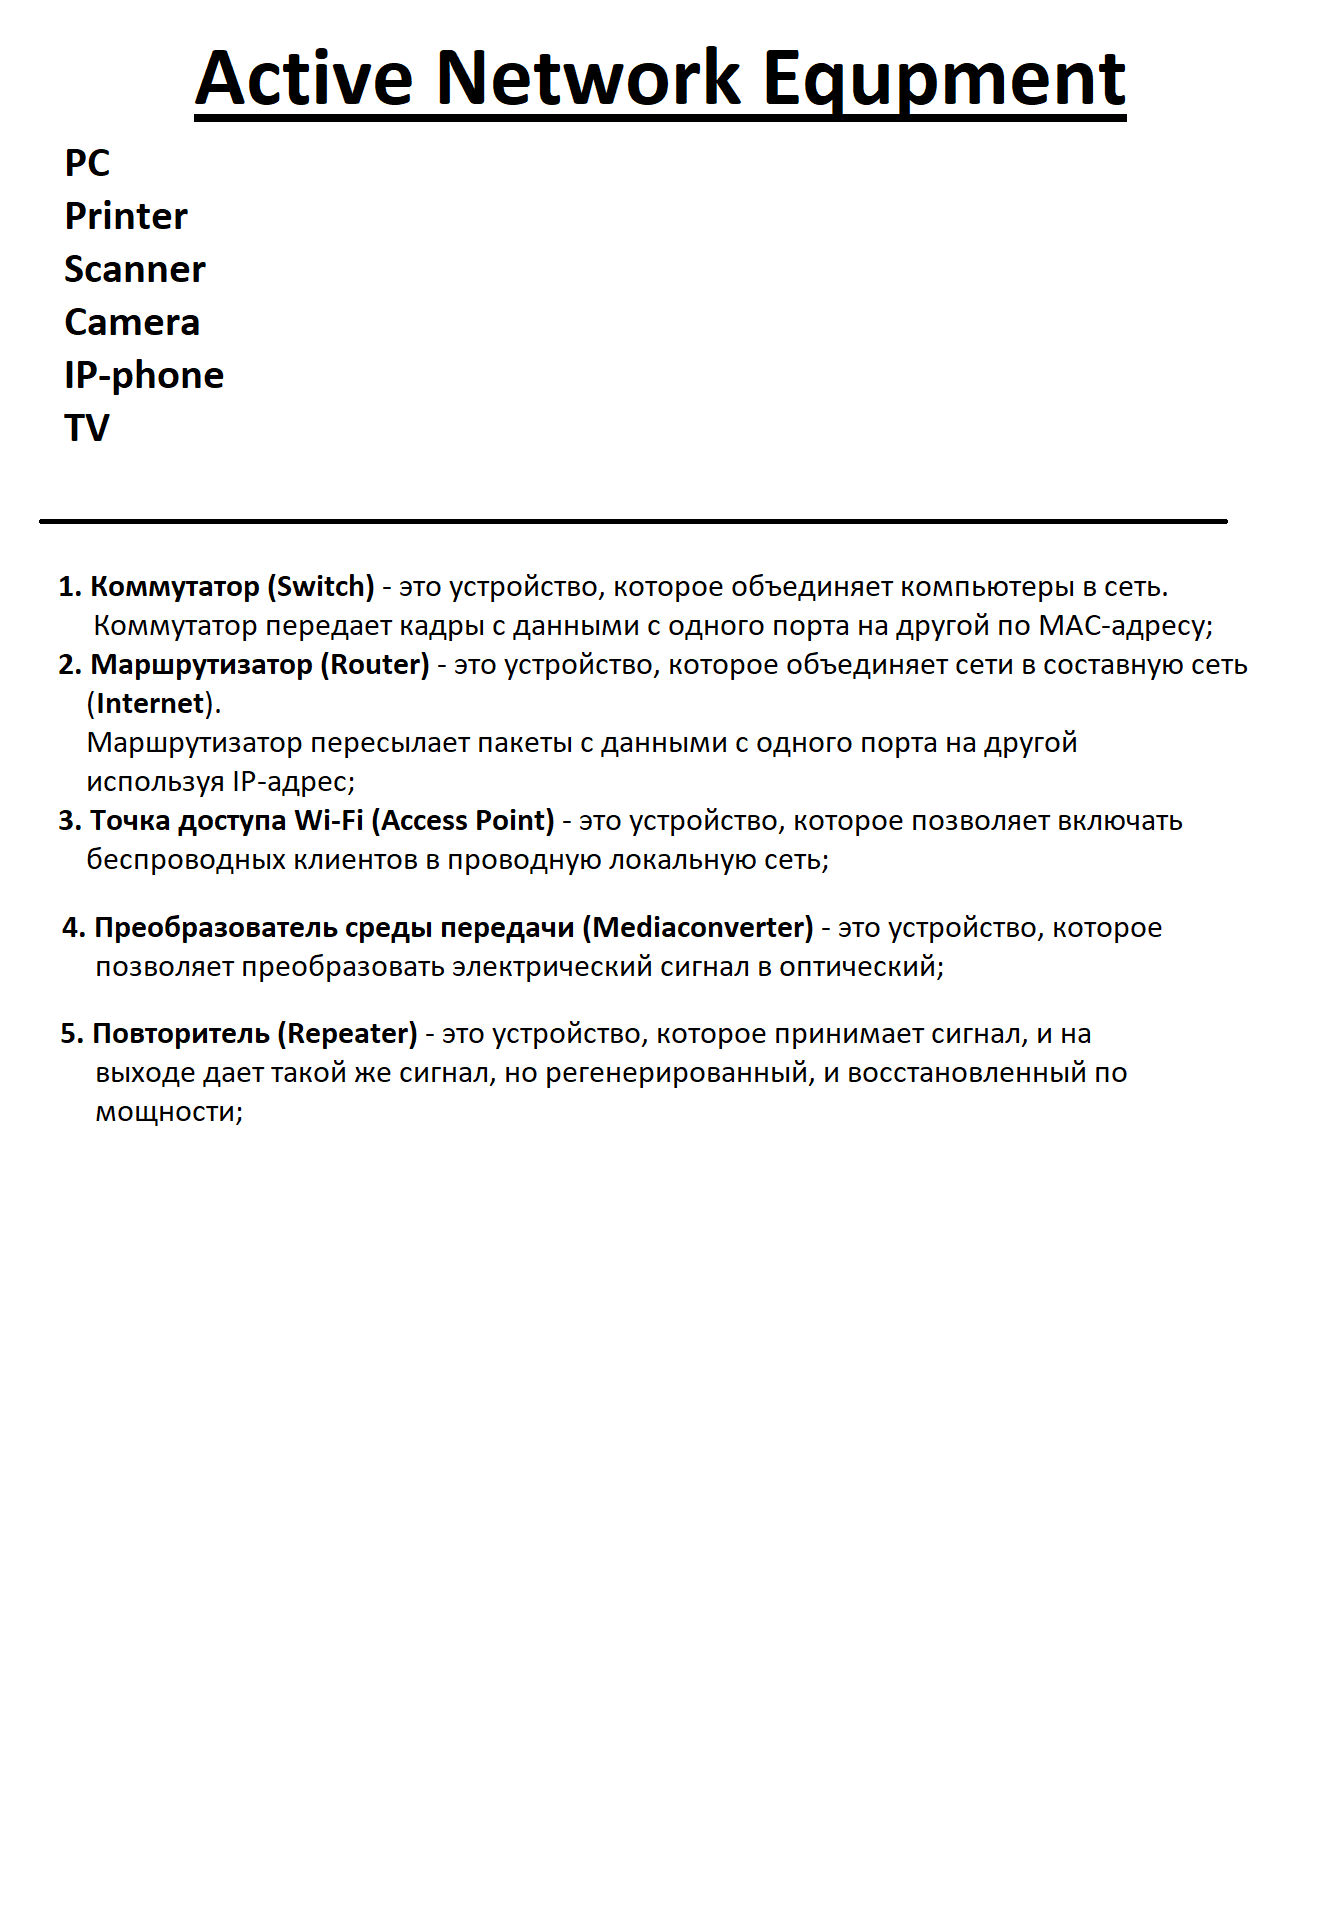 Active Network Equpment
PC
Printer
Scanner
Camera
IP-phone
TV
1. Коммутатор (Switch) - это устройство, которое объединяет компьютеры в сеть.
Коммутатор передает кадры с данными с одного порта на другой по MAC-адресу;
2. Маршрутизатор (Router) - это устройство, которое объединяет сети в составную сеть
(Internet).
Маршрутизатор пересылает пакеты с данными с одного порта на другой
используя IP-адрес;
3. Точка доступа Wi-Fi (Access Point) - это устройство, которое позволяет включать
беспроводных клиентов в проводную локальную сеть;
4. Преобразователь среды передачи (Mediaconverter) - это устройство, которое
позволяет преобразовать электрический сигнал в оптический;
5. Повторитель (Repeater) - это устройство, которое принимает сигнал, и на
выходе дает такой же сигнал, но регенерированный, и восстановленный по
мощности;